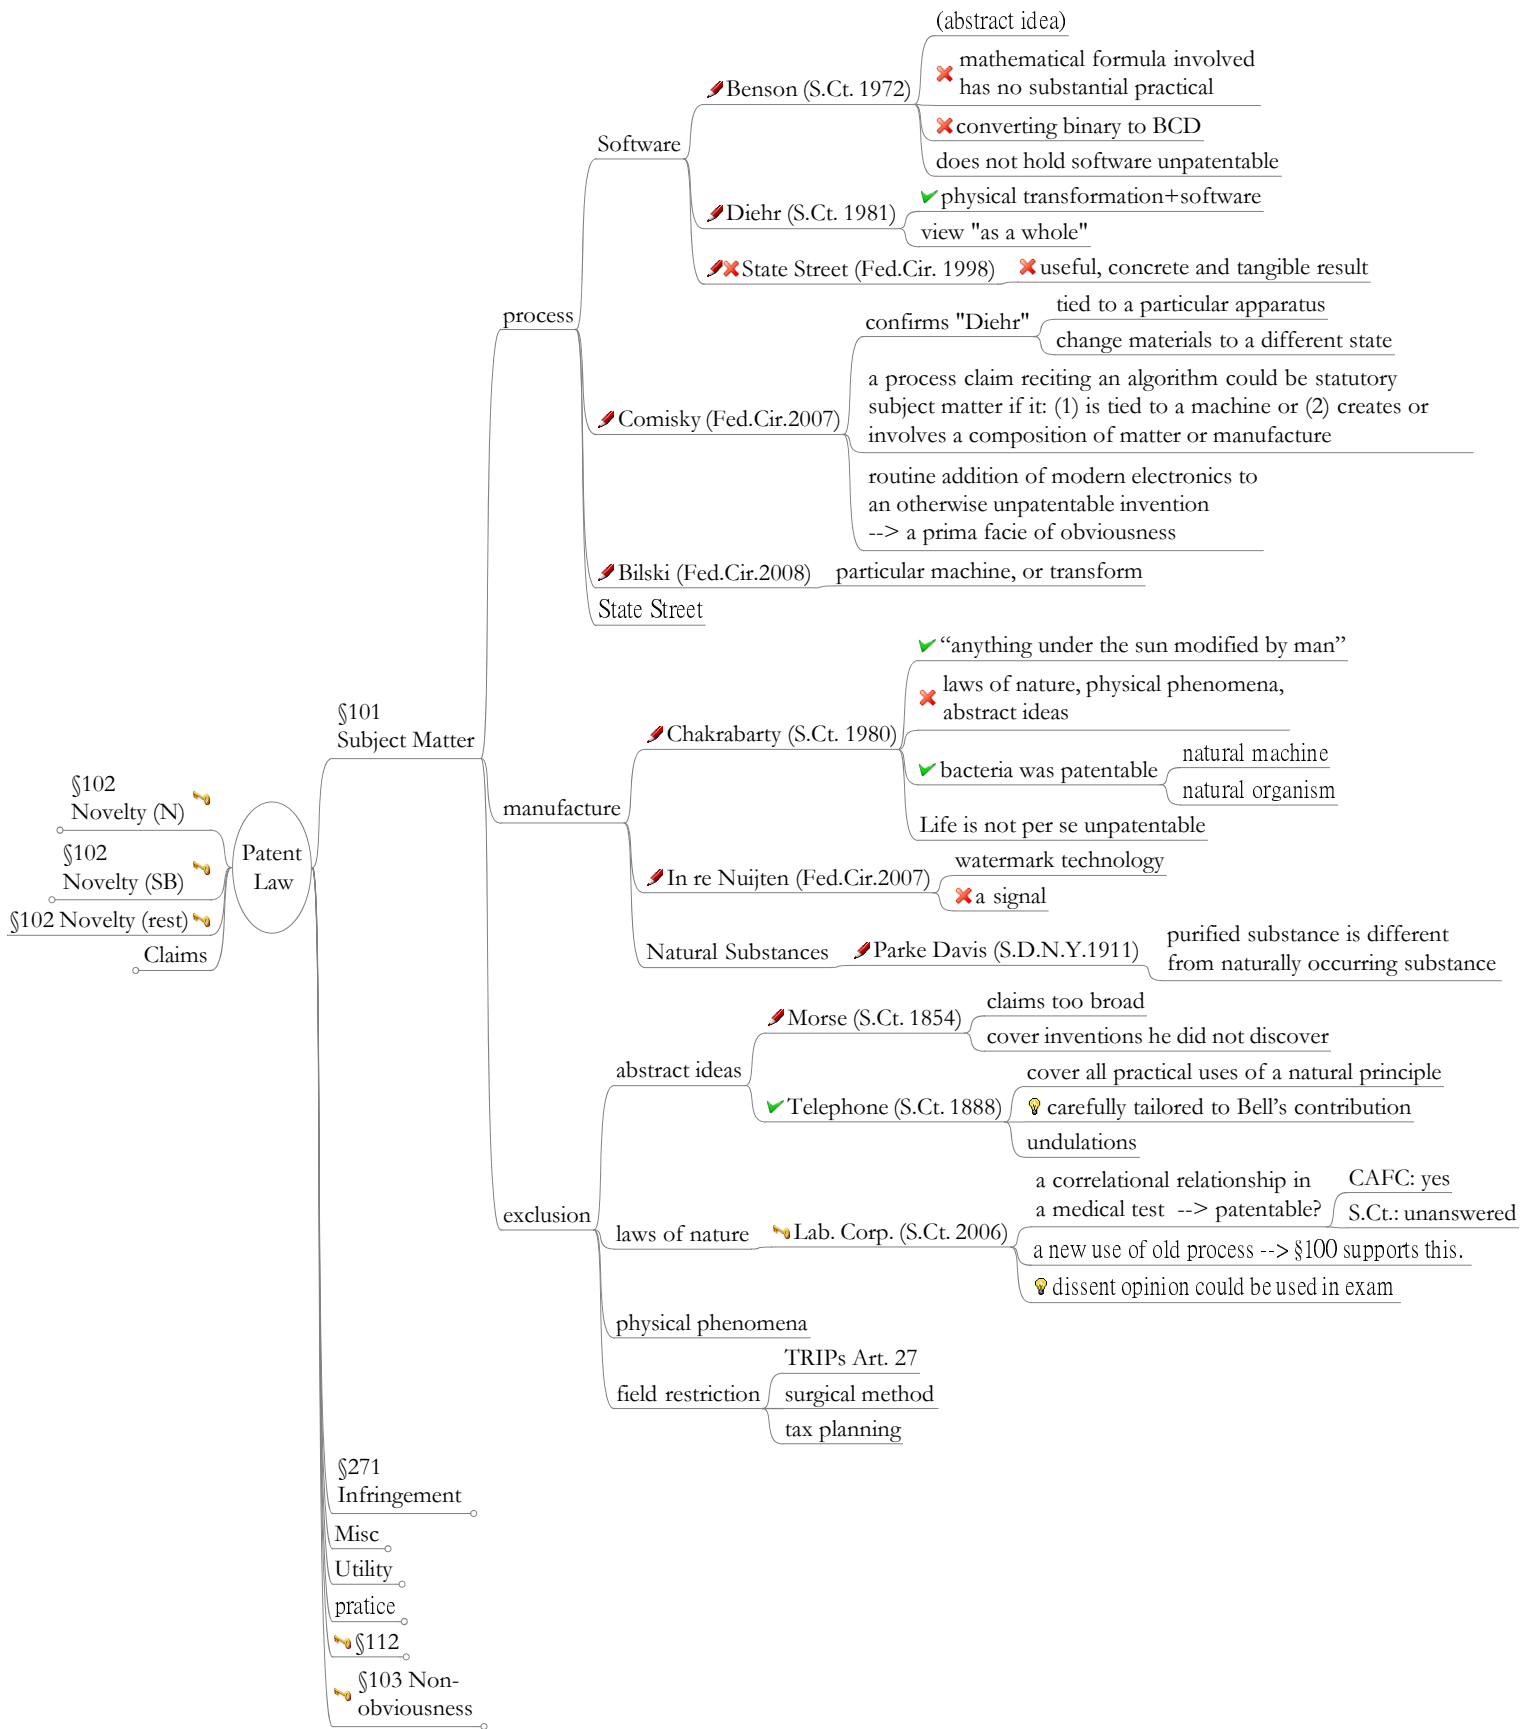 Patent
Law
§102
Novelty (N)
§102
Novelty (SB)
§102 Novelty (rest)
Claims
§101
Subject Matter
process
Software
Benson (S.Ct. 1972)
(abstract idea)
mathematical formula involved
has no substantial practical
converting binary to BCD
does not hold software unpatentable
Diehr (S.Ct. 1981)
physical transformation+software
view "as a whole"
State Street (Fed.Cir. 1998)
useful, concrete and tangible result
Comisky (Fed.Cir.2007)
confirms "Diehr"
tied to a particular apparatus
change materials to a different state
a process claim reciting an algorithm could be statutory
subject matter if it: (1) is tied to a machine or (2) creates or
involves a composition of matter or manufacture
routine addition of modern electronics to
an otherwise unpatentable invention
--> a prima facie of obviousness
Bilski (Fed.Cir.2008)
particular machine, or transform
State Street
manufacture
Chakrabarty (S.Ct. 1980)
“anything under the sun modified by man”
laws of nature, physical phenomena,
abstract ideas
bacteria was patentable
natural machine
natural organism
Life is not per se unpatentable
In re Nuijten (Fed.Cir.2007)
watermark technology
a signal
Natural Substances
Parke Davis (S.D.N.Y.1911)
purified substance is different
from naturally occurring substance
exclusion
abstract ideas
Morse (S.Ct. 1854)
claims too broad
cover inventions he did not discover
Telephone (S.Ct. 1888)
cover all practical uses of a natural principle
carefully tailored to Bell’s contribution
undulations
laws of nature
Lab. Corp. (S.Ct. 2006)
a correlational relationship in
a medical test --> patentable?
CAFC: yes
S.Ct.: unanswered
a new use of old process --> §100 supports this.
dissent opinion could be used in exam
physical phenomena
field restriction
TRIPs Art. 27
surgical method
tax planning
§271
Infringement
Misc
Utility
pratice
§112
§103 Non-
obviousness